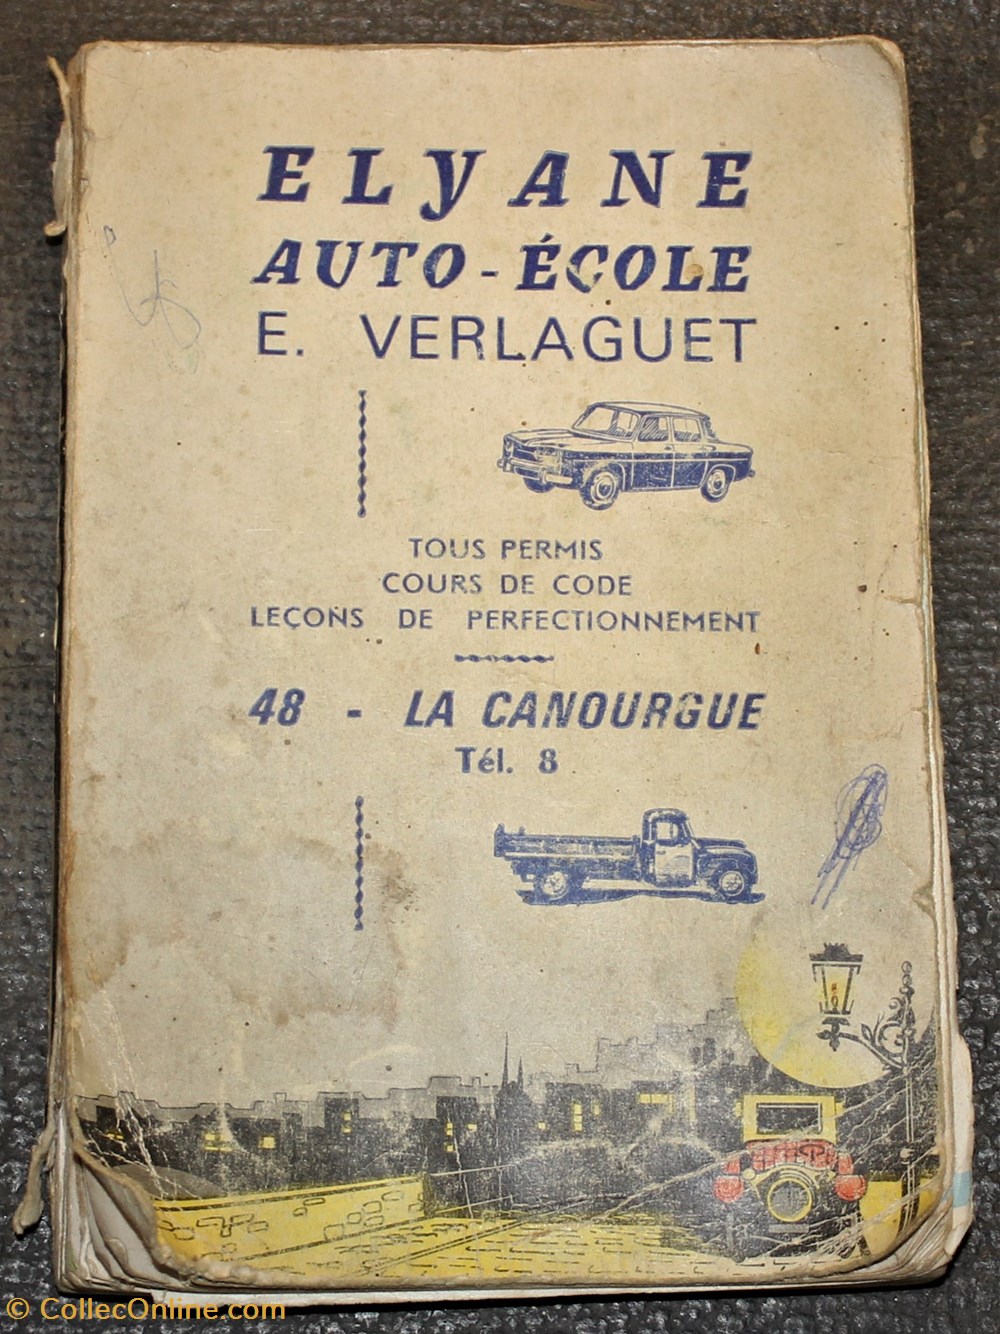 ELYANE
AUTO-ÉCOLE
E. VERLAGUET
TOUS PERMIS
COURS DE CODE
LEÇONS DE PERFECTIONNEMENT
48 - LA CANOURGUE
Tél. 8
© CollecOnline.com